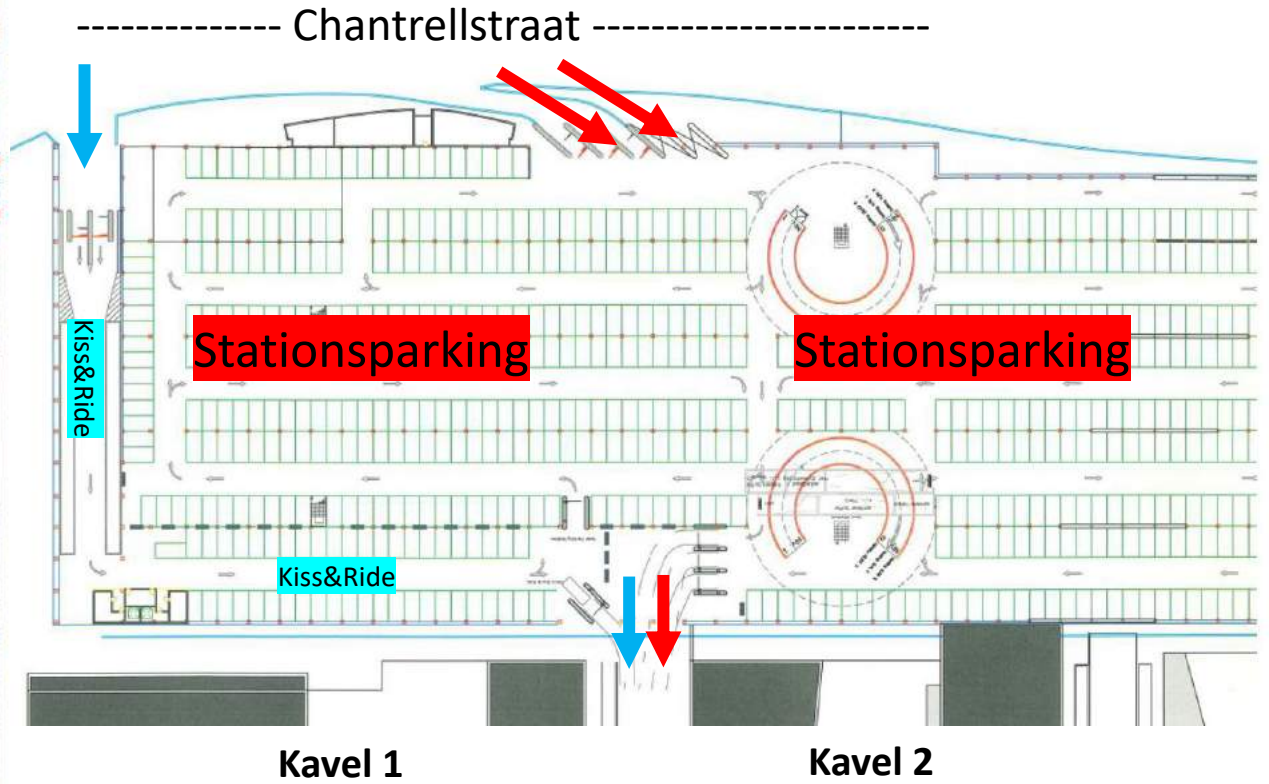 ------------- Chantrellstraat ---------------------
Stationsparking
Stationsparking
Kiss&Ride
Kiss&Ride
Kavel 1
Kavel 2